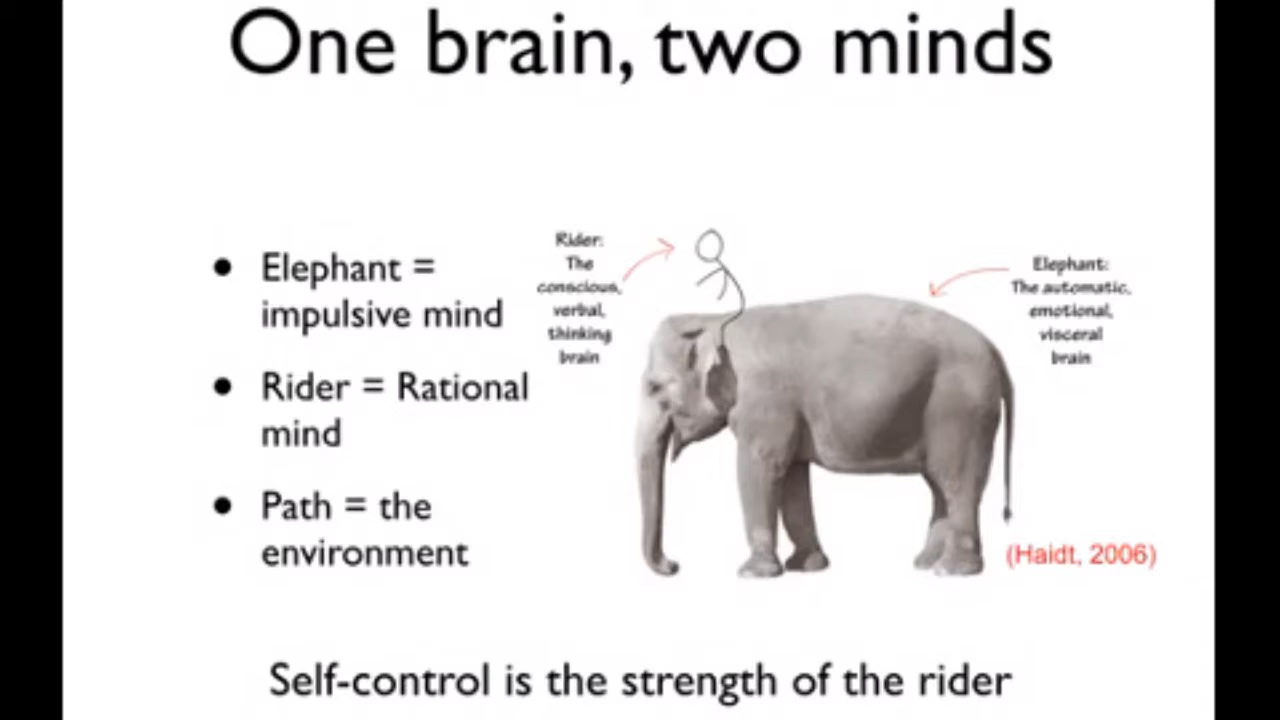 One brain, two minds
• Elephant =
impulsive mind
• Rider = Rational
mind
• Path = the
environment
Rider:
The
conscious,
verbal,
thinking
brain
Elephant:
The automatic,
emotional,
visceral
brain
(Haidt, 2006)
Self-control is the strength of the rider